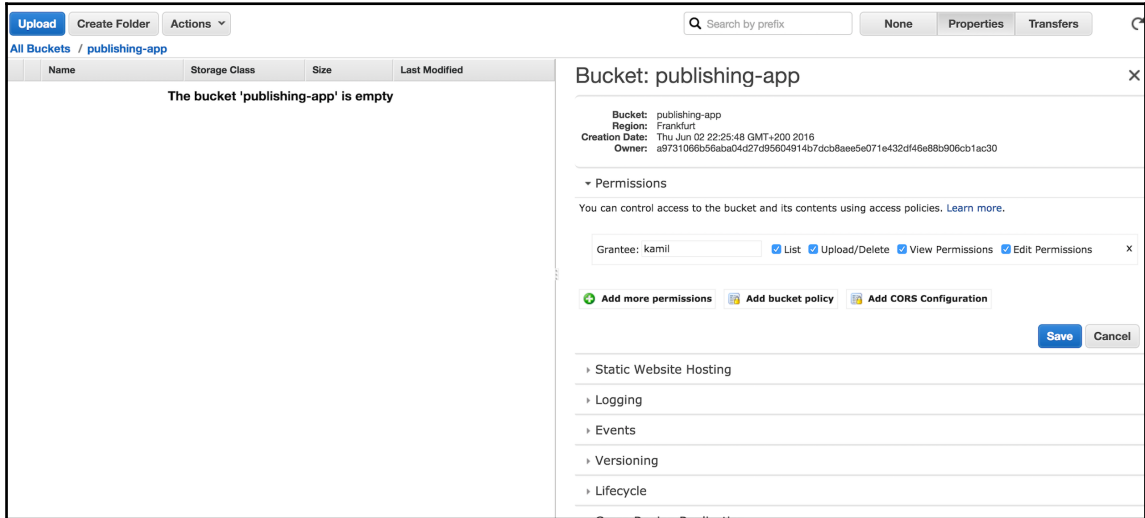 Upload Create Folder Actions Search by prefix None Properties Transfers
All Buckets / publishing-app
Name Storage Class Size Last Modified
The bucket 'publishing-app' is empty
Bucket: publishing-app
Bucket: publishing-app
Region: Frankfurt
Creation Date: Thu Jun 02 22:25:48 GMT+200 2016
Owner: a9731066b56aba04d27d95604914b7dcb8aee5e071e432df46e88b906cb1ac30
Permissions
You can control access to the bucket and its contents using access policies. Learn more.
Grantee: kamil List Upload/Delete View Permissions Edit Permissions x
Add more permissions Add bucket policy Add CORS Configuration
Save Cancel
Static Website Hosting
Logging
Events
Versioning
Lifecycle